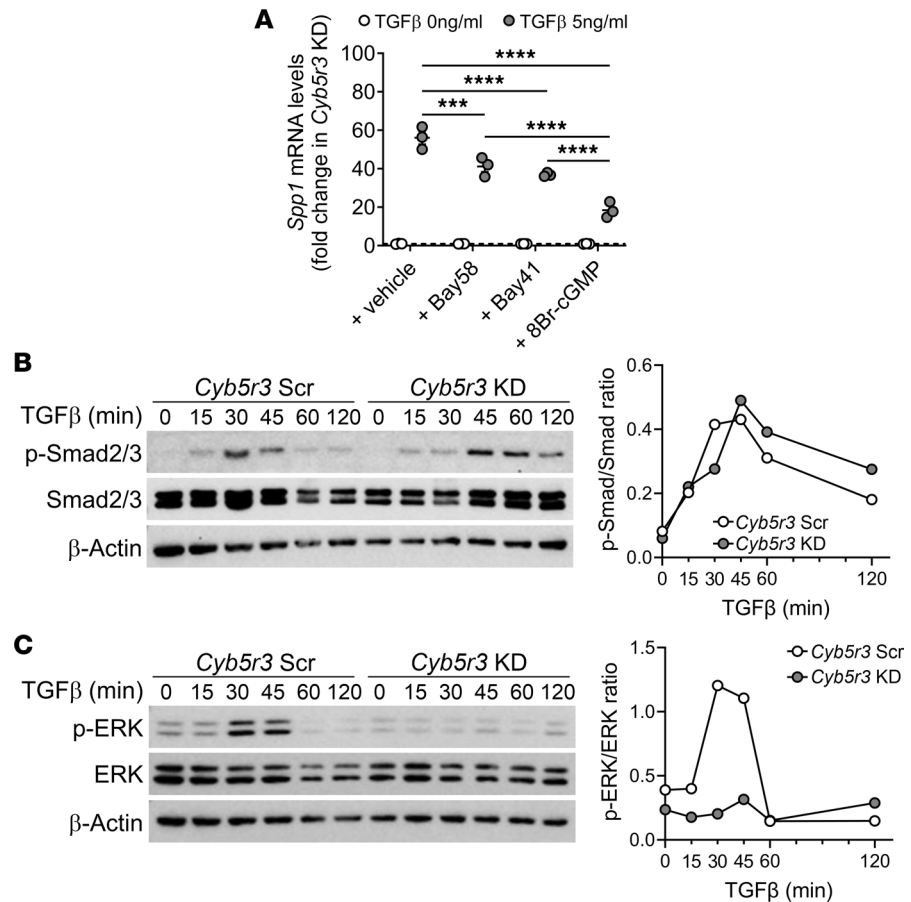 A
TGFβ 0ng/ml TGFβ 5ng/ml
Spp1 mRNA levels
(fold change in Cyb5r3 KD)
100
80
60
40
20
0
****
****
***
****
****
+ vehicle
+ Bay58
+ Bay41
+ 8Br-cGMP
B
Cyb5r3 Scr Cyb5r3 KD
TGFβ (min) 0 15 30 45 60 120 0 15 30 45 60 120
p-Smad2/3
Smad2/3
β-Actin
p-Smad/Smad ratio
0.6
0.4
0.2
0.0
Cyb5r3 Scr
Cyb5r3 KD
0 15 30 45 60 120
TGFβ (min)
C
Cyb5r3 Scr Cyb5r3 KD
TGFβ (min) 0 15 30 45 60 120 0 15 30 45 60 120
p-ERK
ERK
β-Actin
p-ERK/ERK ratio
1.5
1.0
0.5
0.0
Cyb5r3 Scr
Cyb5r3 KD
0 15 30 45 60 120
TGFβ (min)